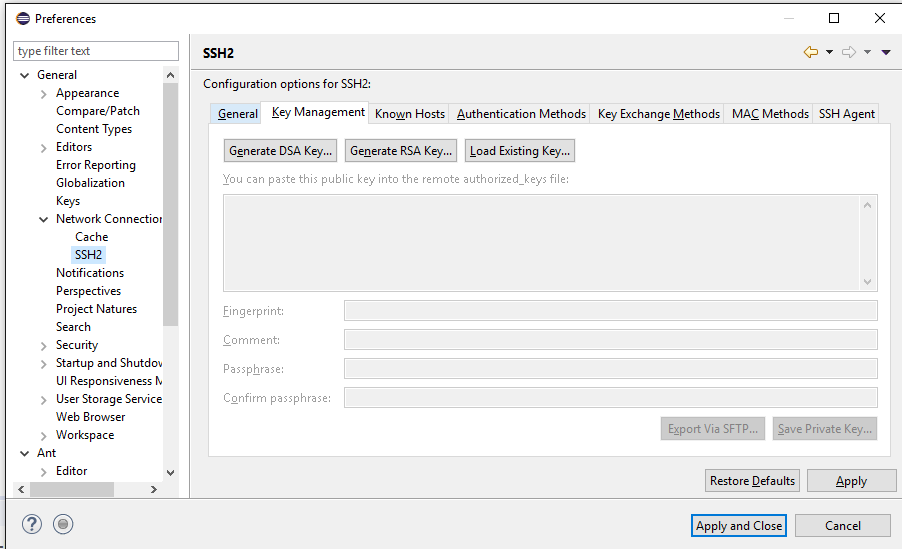 Preferences
type filter text
General
Appearance
Compare/Patch
Content Types
Editors
Error Reporting
Globalization
Keys
Network Connection
Cache
SSH2
Notifications
Perspectives
Project Natures
Search
Security
Startup and Shutdov
UI Responsiveness M
User Storage Service
Web Browser
Workspace
Ant
Editor
SSH2
Configuration options for SSH2:
General Key Management Known Hosts Authentication Methods Key Exchange Methods MAC Methods SSH Agent
Generate DSA Key... Generate RSA Key... Load Existing Key...
You can paste this public key into the remote authorized_keys file:
Fingerprint:
Comment:
Passphrase:
Confirm passphrase:
Export Via SFTP... Save Private Key...
Restore Defaults Apply
? Apply and Close Cancel